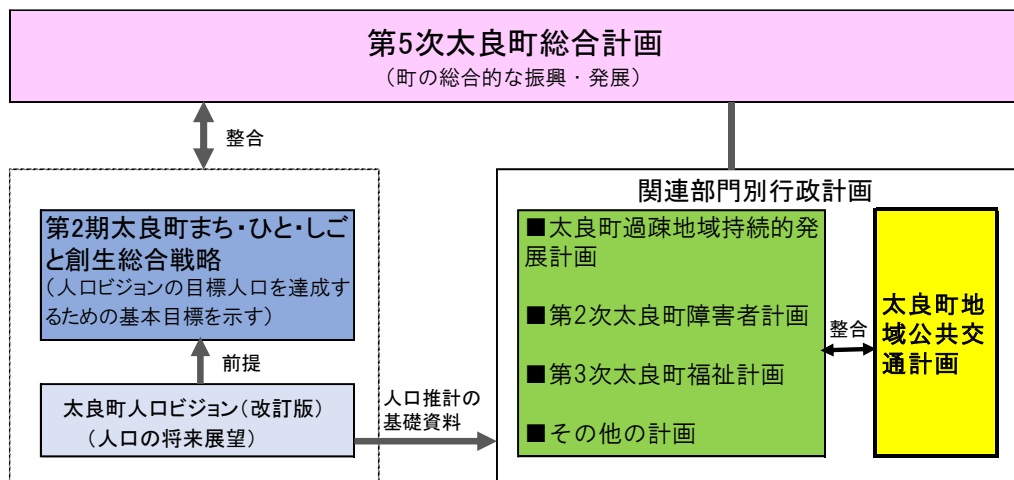 第5次太良町総合計画
（町の総合的な振興・発展）
整合
関連部門別行政計画
第2期太良町まち・ひと・しご
と創生総合戦略
（人口ビジョンの目標人口を達成す
るための基本目標を示す）
前提
太良町人口ビジョン（改訂版）
（人口の将来展望）
人口推計の
基礎資料
■太良町過疎地域持続的発
展計画
■第2次太良町障害者計画
■第3次太良町福祉計画
■その他の計画
整合
太良町地
域公共交
通計画